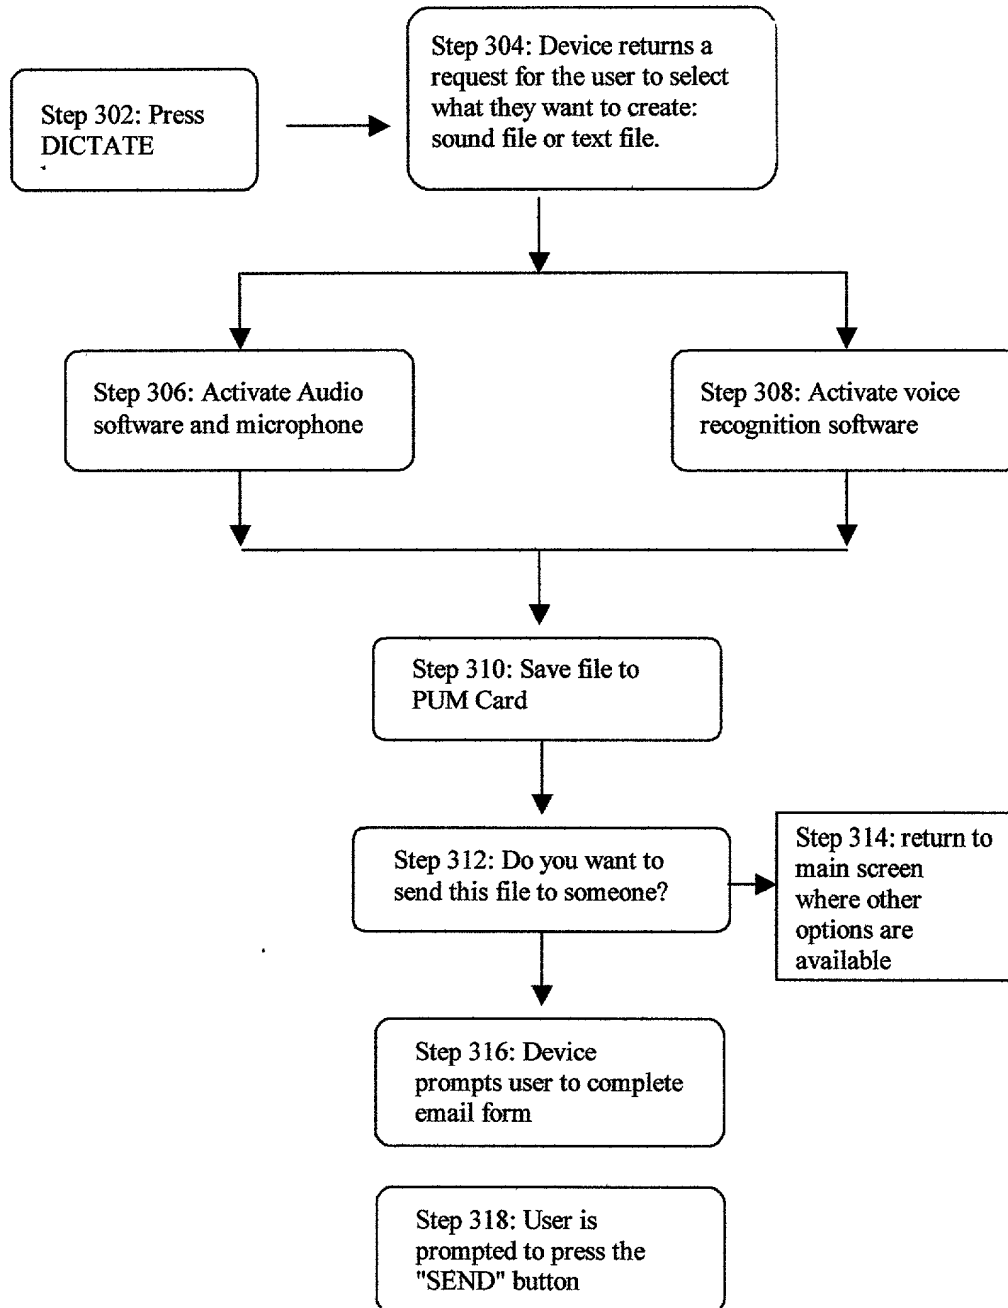 Step 302: Press
DICTATE
Step 304: Device returns a
request for the user to select
what they want to create:
sound file or text file.
Step 306: Activate Audio
software and microphone
Step 308: Activate voice
recognition software
Step 310: Save file to
PUM Card
Step 312: Do you want to
send this file to someone?
Step 314: return to
main screen
where other
options are
available
Step 316: Device
prompts user to complete
email form
Step 318: User is
prompted to press the
"SEND" button